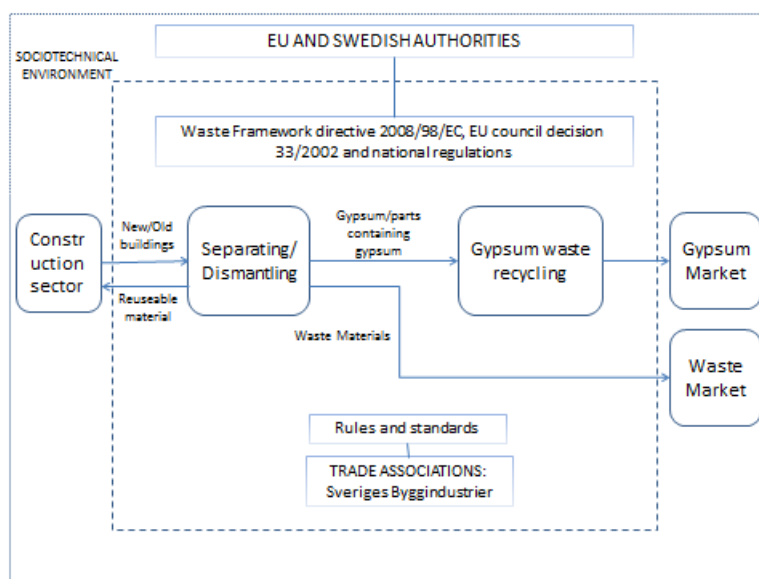 EU AND SWEDISH AUTHORITIES
SOCIOTECHNICAL
ENVIRONMENT
Waste Framework directive 2008/98/EC, EU council decision
33/2002 and national regulations
Constr
uction
sector
New/Old
buildings
Reuseable
material
Separating/
Dismantling
Gypsum/parts
containing
gypsum
Waste Materials
Gypsum waste
recycling
Gypsum
Market
Waste
Market
Rules and standards
TRADE ASSOCIATIONS:
Sveriges Byggindustrier